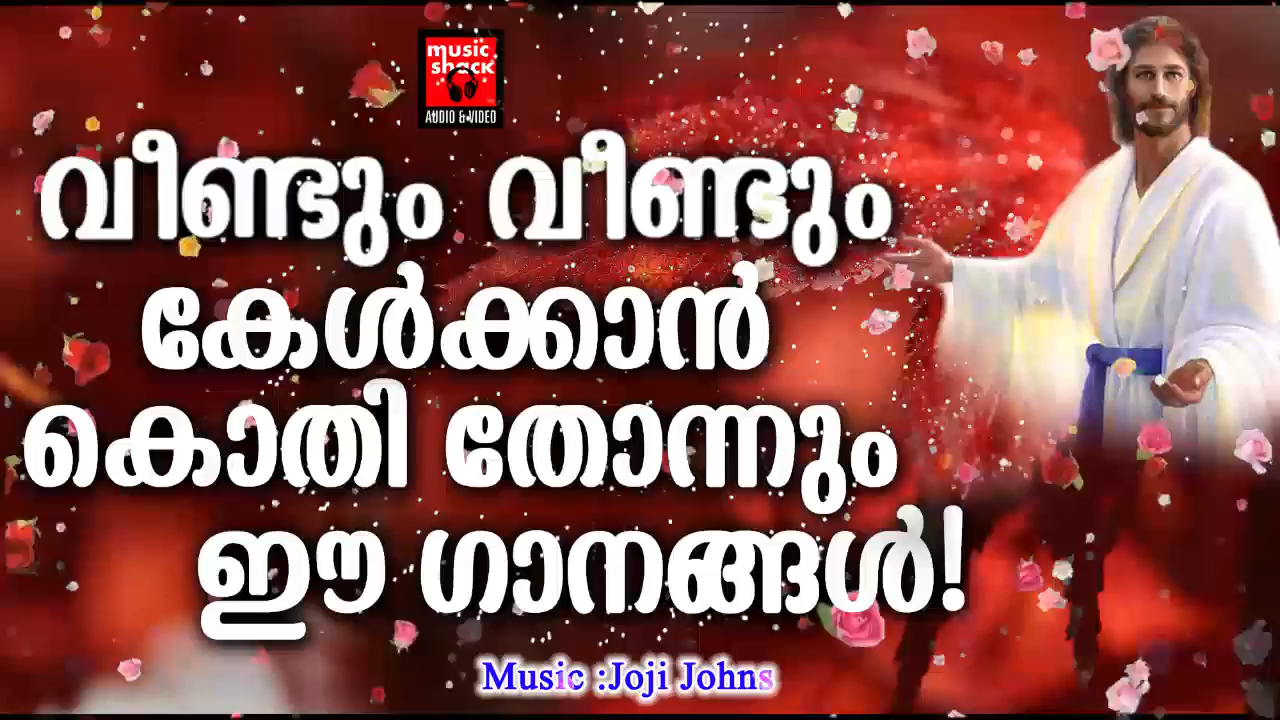 music
shack
AUDIO & VIDEO
വീണ്ടും വീണ്ടും
കേൾക്കാൻ
കൊതി തോന്നും
ഈ ഗാനങ്ങൾ!
Music :Joji Johns